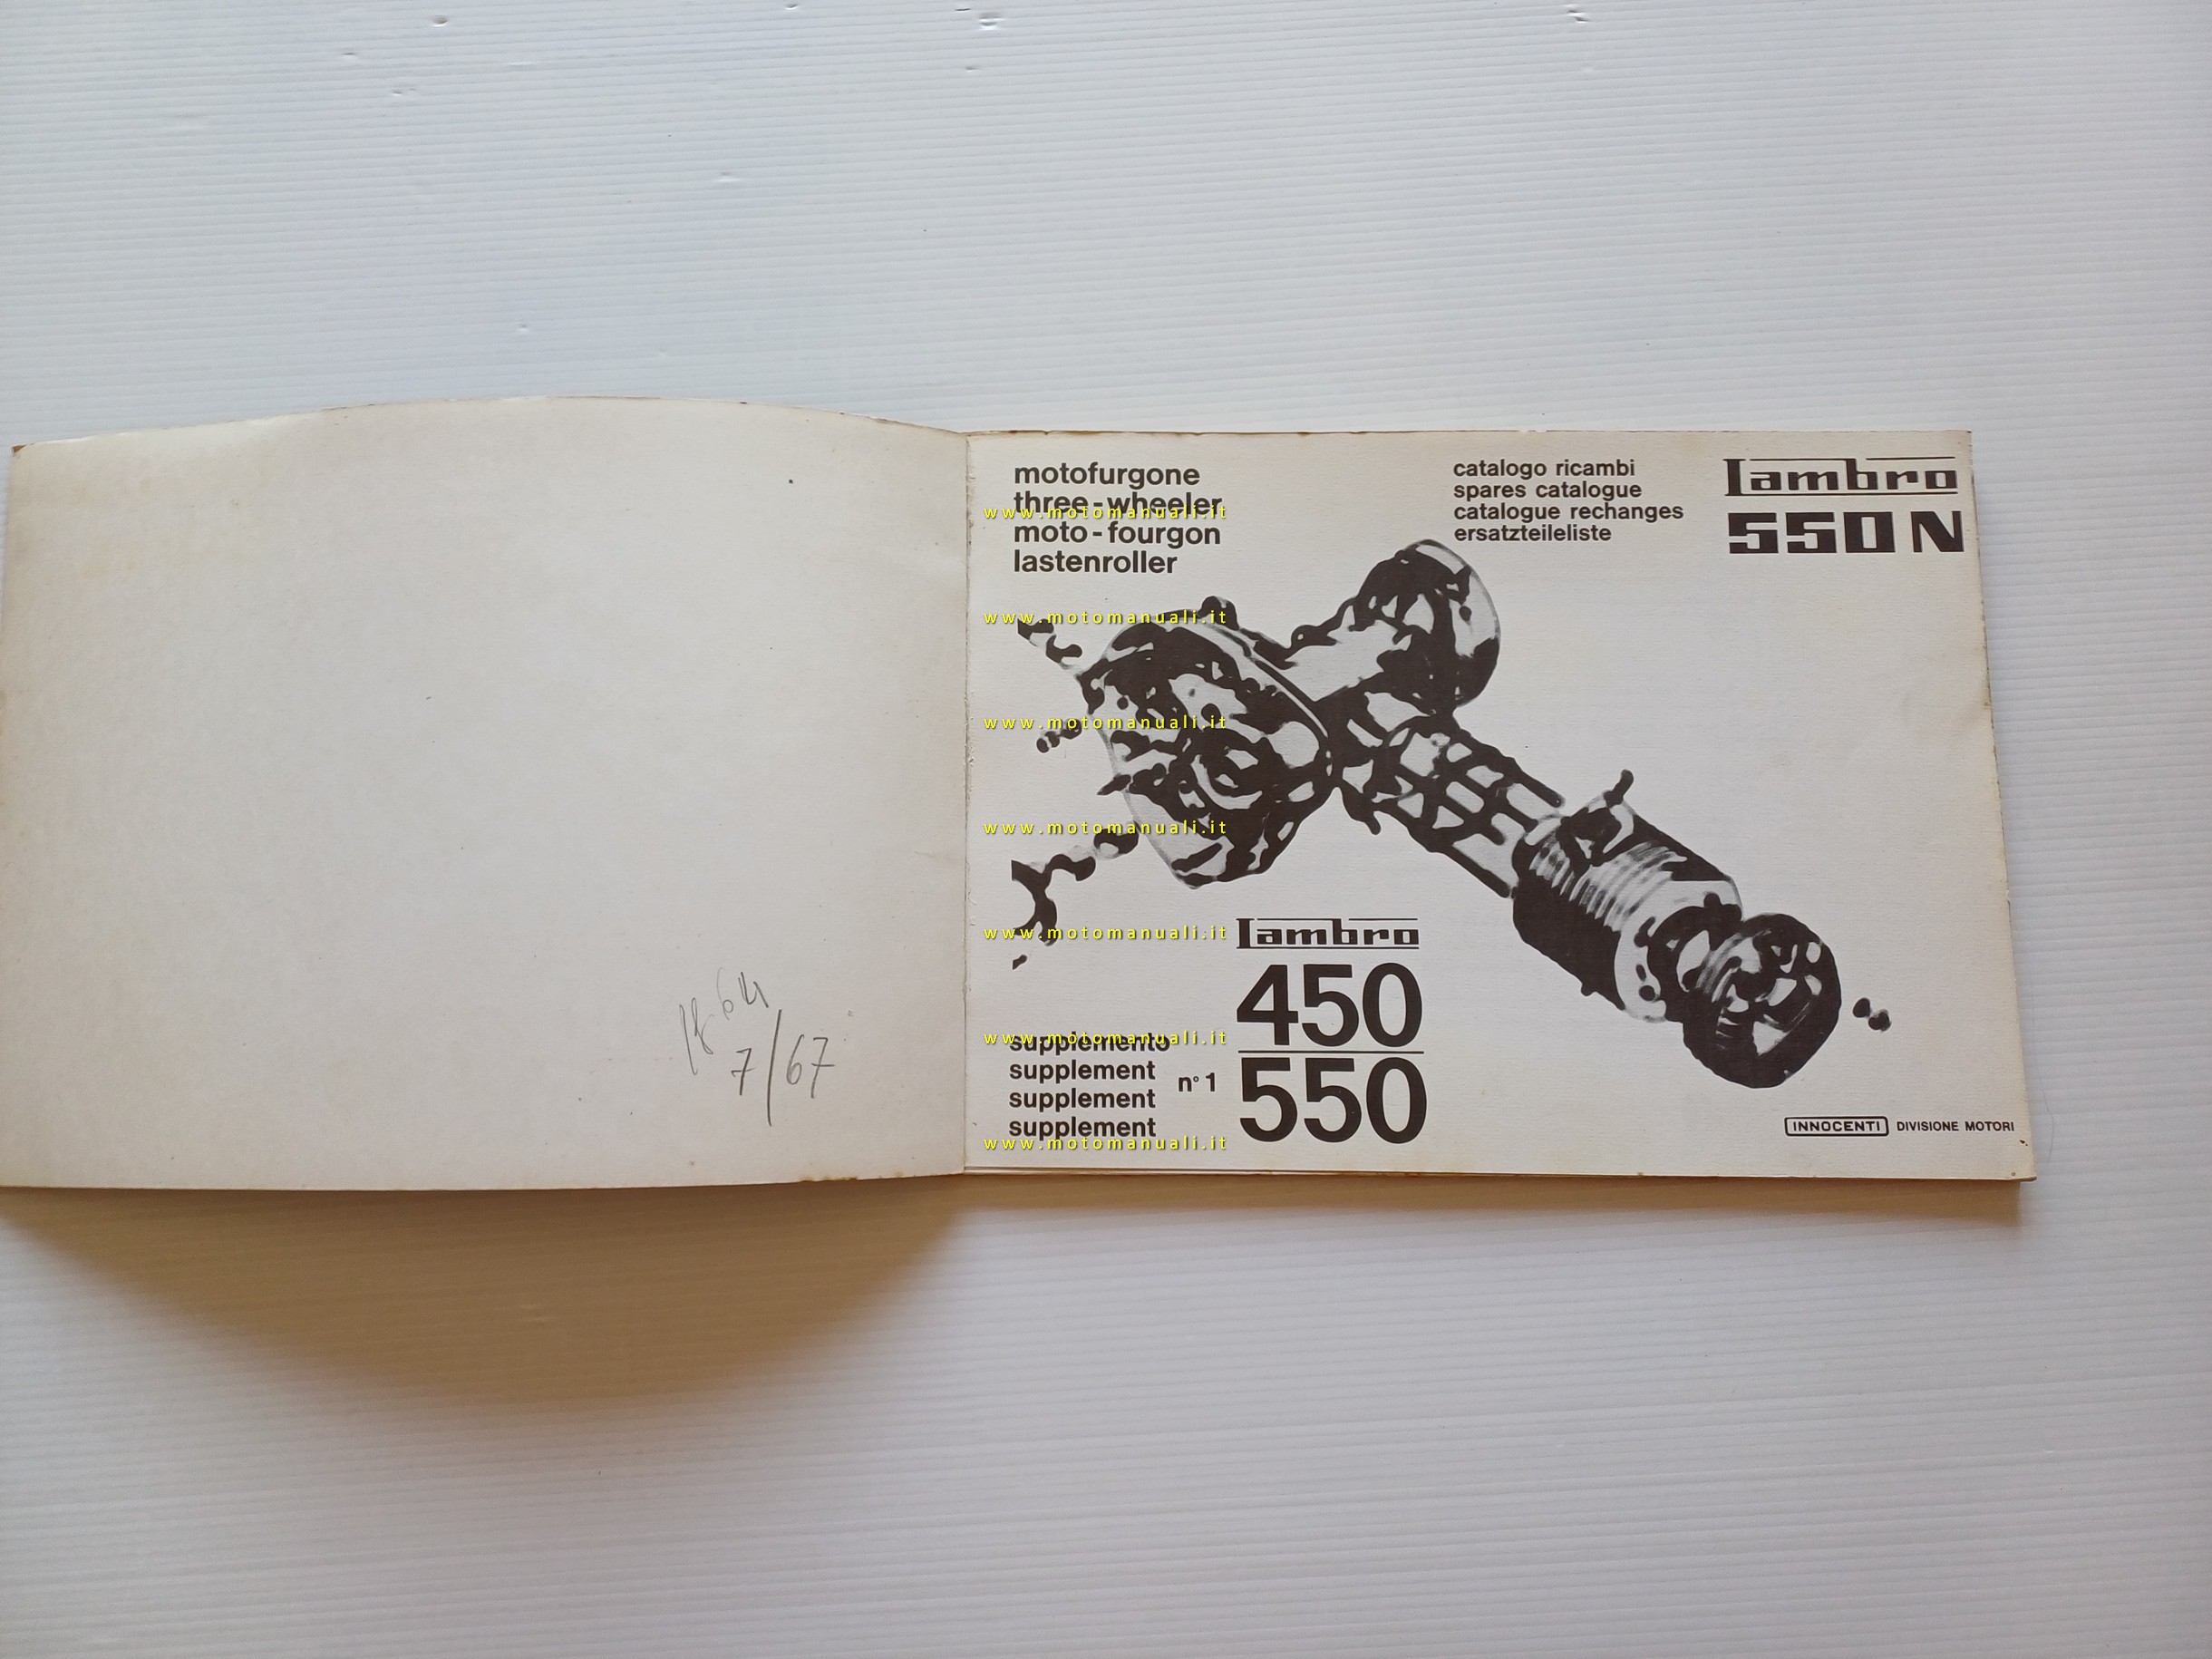 7/67
motofurgone
three-wheeler
moto-fourgon
lastenroller
catalogo ricambi
spares catalogue
catalogue rechanges
ersatzteileliste
lambro
550 N
www.motomanuali.it
www.motomanuali.it
www.motomanuali.it
www.motomanuali.it
www.motomanuali.it
www.motomanuali.it
www.motomanuali.it
lambro
450
550
supplemento
supplement
supplement
supplement
n° 1
INNOCENTI DIVISIONE MOTORI